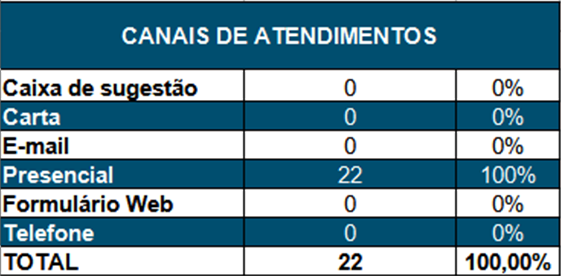 CANAIS DE ATENDIMENTOS
Caixa de sugestão 0 0%
Carta 0 0%
E-mail 0 0%
Presencial 22 100%
Formulário Web 0 0%
Telefone 0 0%
TOTAL 22 100,00%